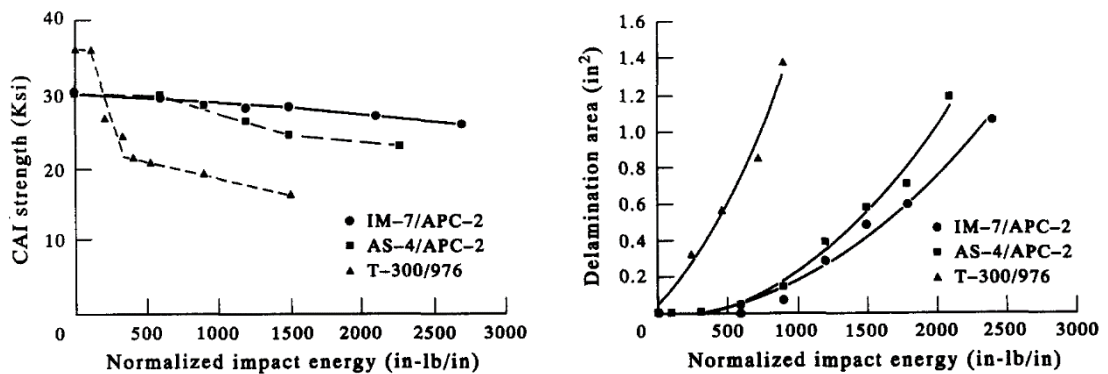 CAI strength (Ksi)
40
30
20
10
0
500
1000
1500
2000
2500
3000
Normalized impact energy (in-lb/in)
● IM–7/APC–2
■ AS–4/APC–2
▲ T–300/976
Delamination area (in²)
1.6
1.4
1.2
1.0
0.8
0.6
0.4
0.2
0
500
1000
1500
2000
2500
3000
Normalized impact energy (in-lb/in)
● IM–7/APC–2
■ AS–4/APC–2
▲ T–300/976